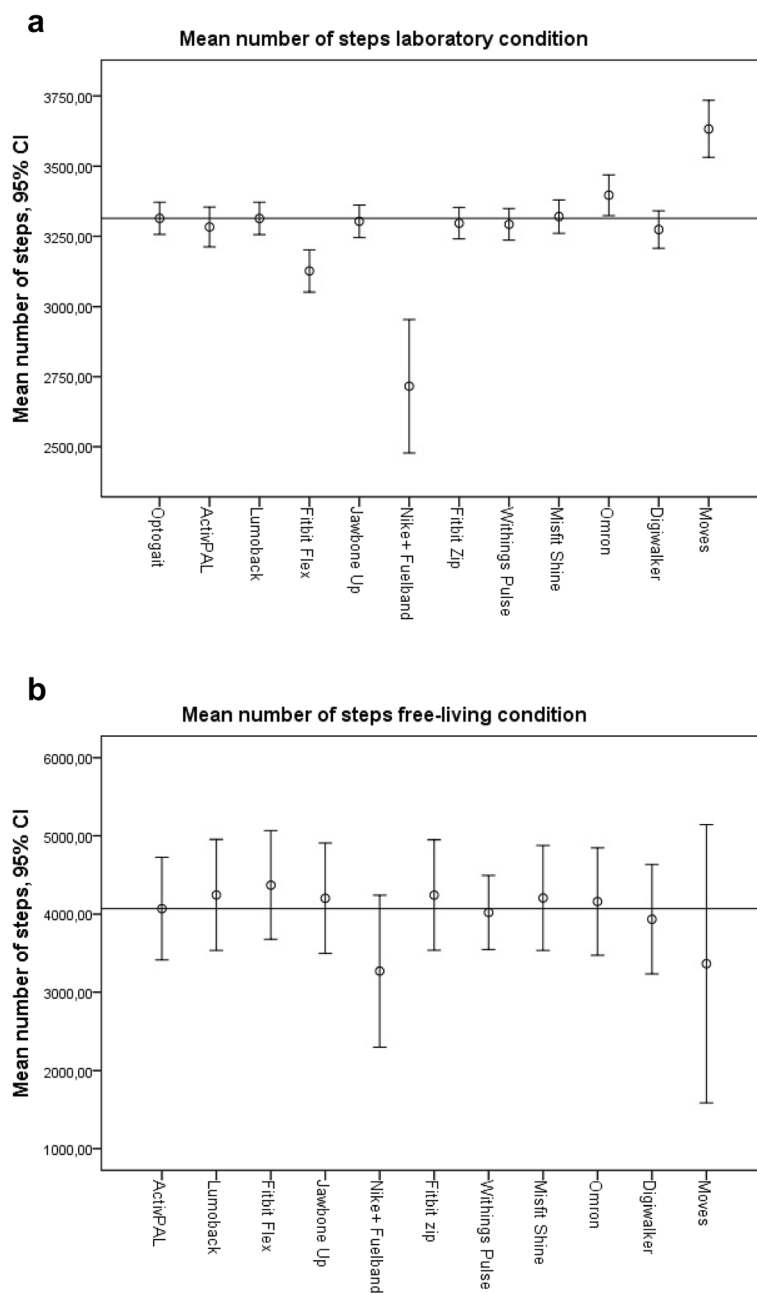 a
Mean number of steps laboratory condition
Mean number of steps, 95% CI
3750,00
3500,00
3250,00
3000,00
2750,00
2500,00
Optogait
ActivPAL
Lumoback
Fitbit Flex
Jawbone Up
Nike+ Fuelband
Fitbit Zip
Withings Pulse
Misfit Shine
Omron
Digiwalker
Moves
b
Mean number of steps free-living condition
Mean number of steps, 95% CI
6000,00
5000,00
4000,00
3000,00
2000,00
1000,00
ActivPAL
Lumoback
Fitbit Flex
Jawbone Up
Nike+ Fuelband
Fitbit zip
Withings Pulse
Misfit Shine
Omron
Digiwalker
Moves